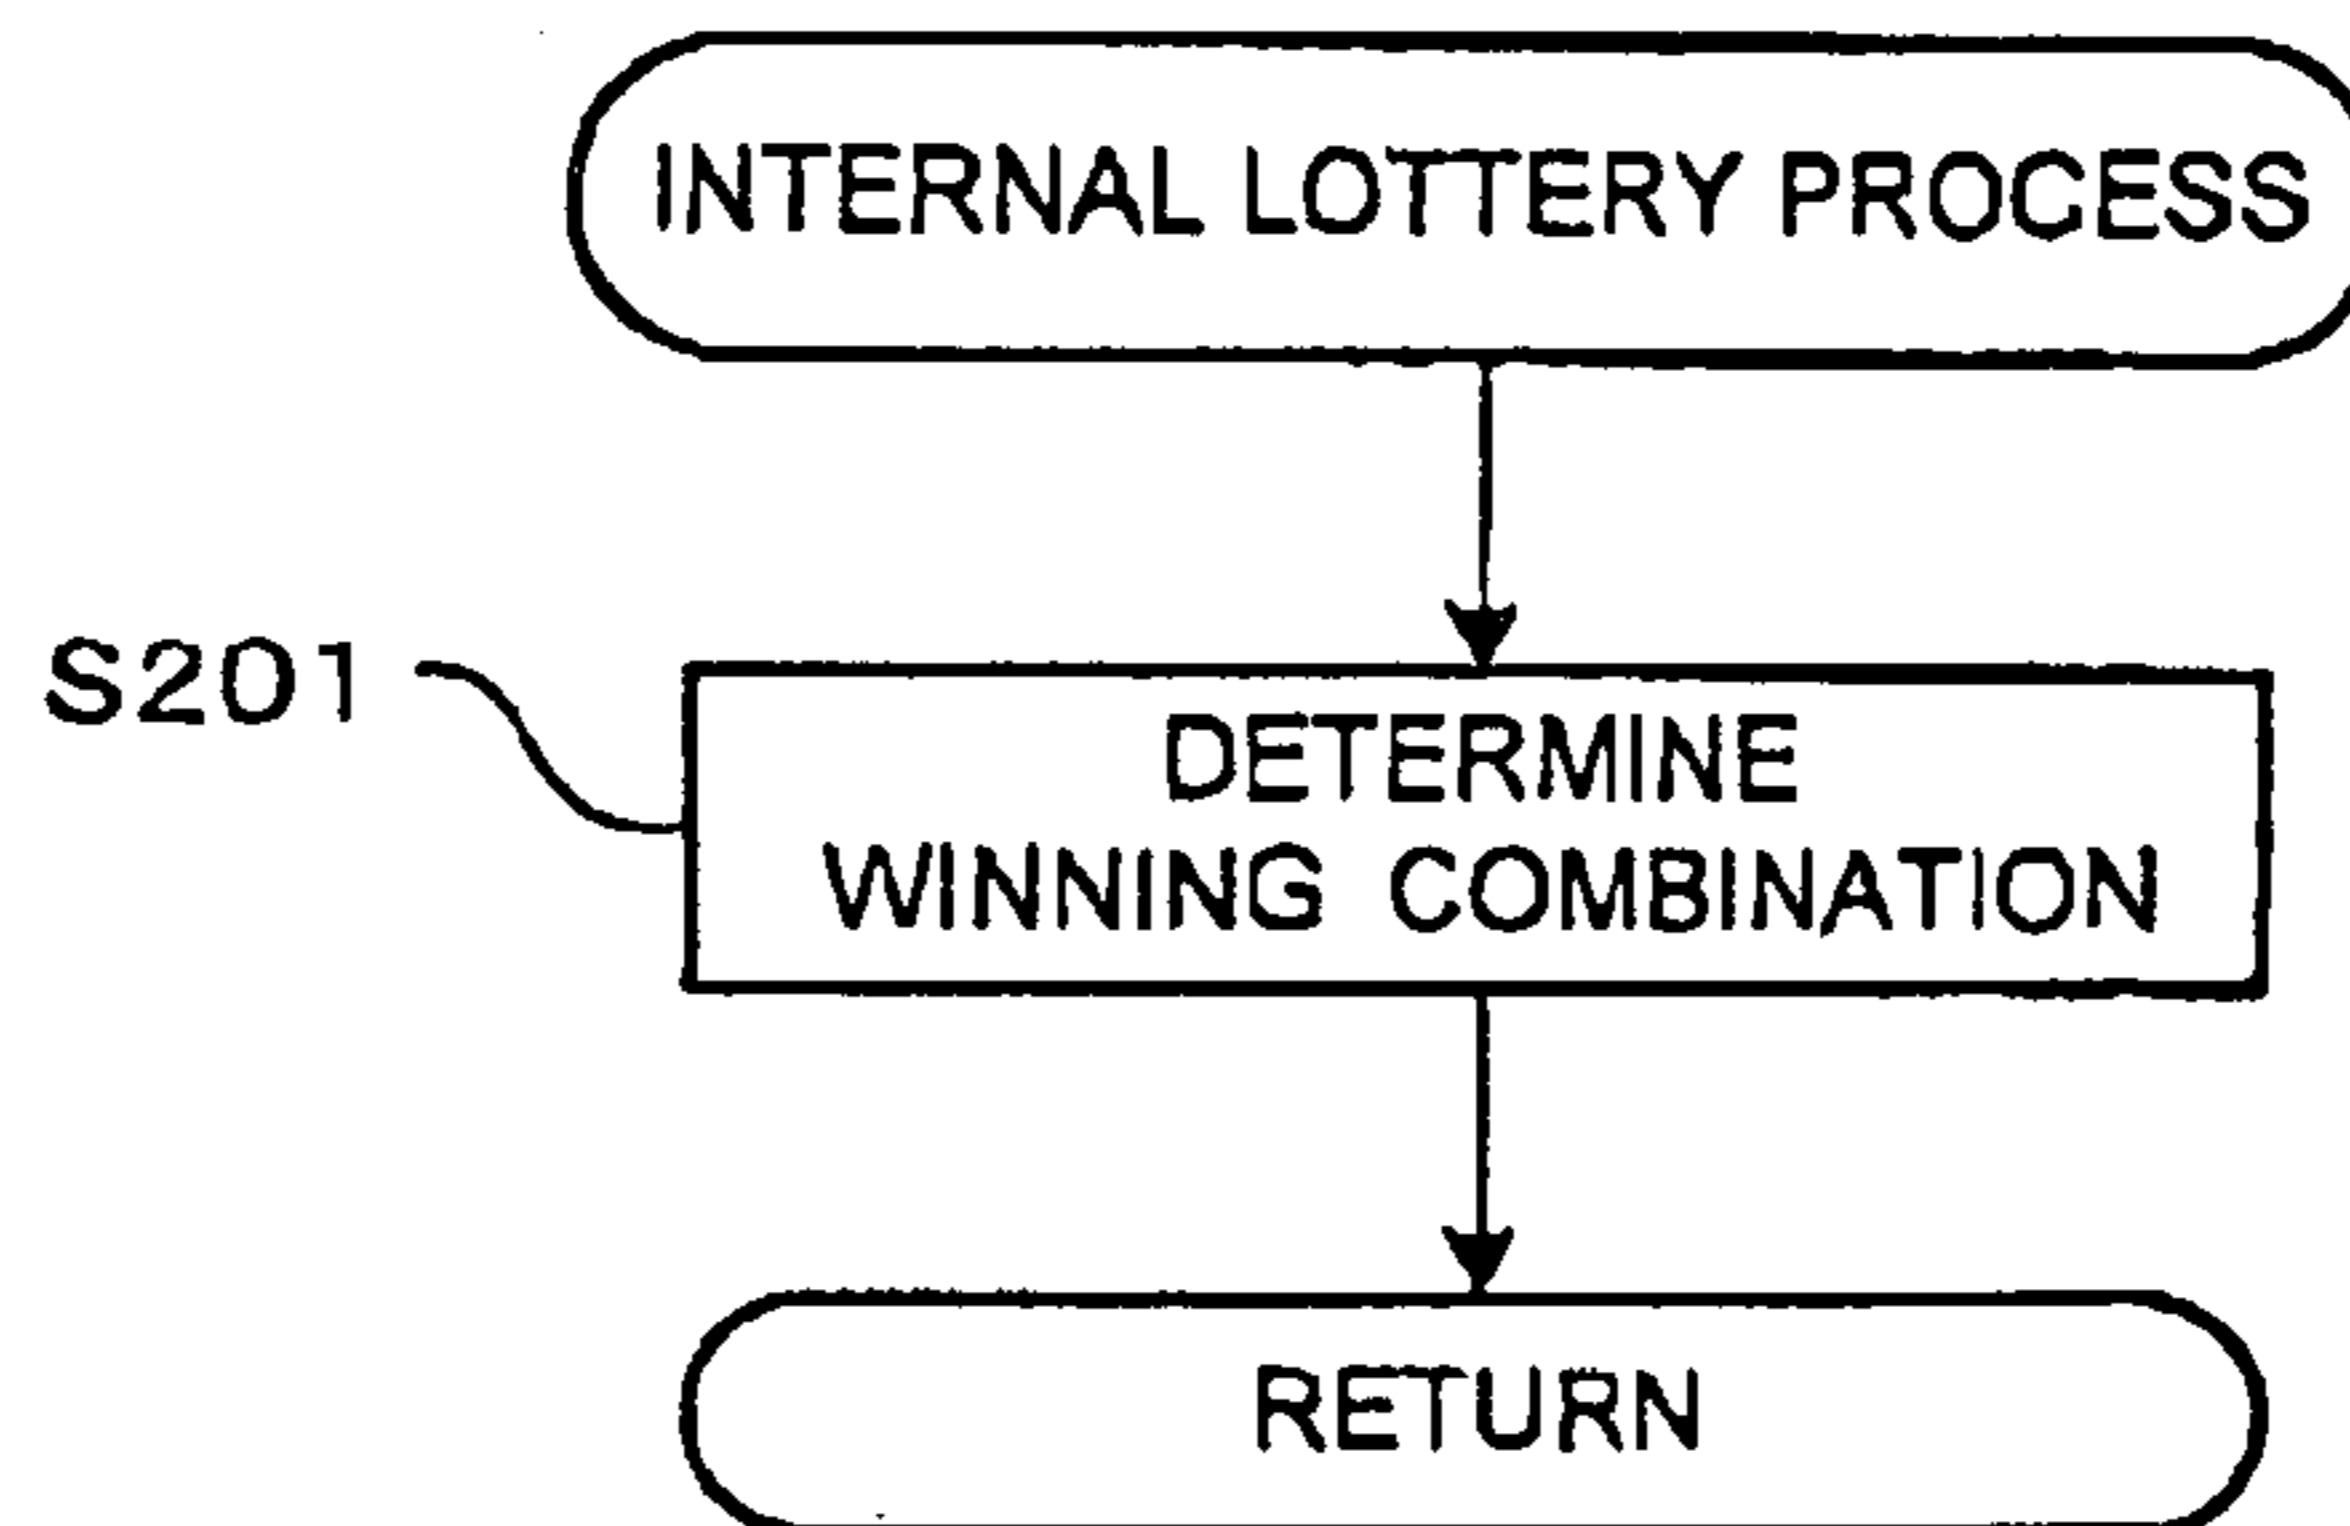 INTERNAL LOTTERY PROCESS
S201
DETERMINE
WINNING COMBINATION
RETURN